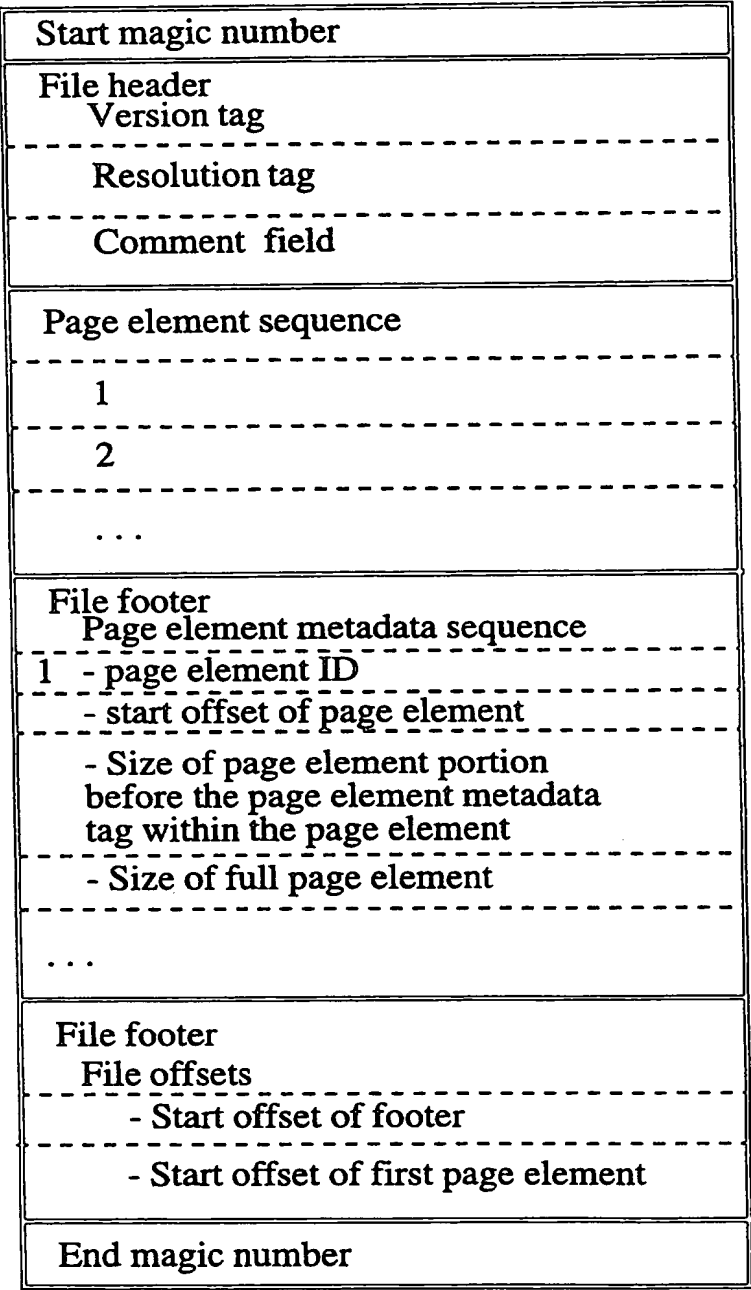 Start magic number
File header
Version tag
Resolution tag
Comment field
Page element sequence
1
2
. . .
File footer
Page element metadata sequence
1 - page element ID
- start offset of page element
- Size of page element portion
before the page element metadata
tag within the page element
- Size of full page element
. . .
File footer
File offsets
- Start offset of footer
- Start offset of first page element
End magic number